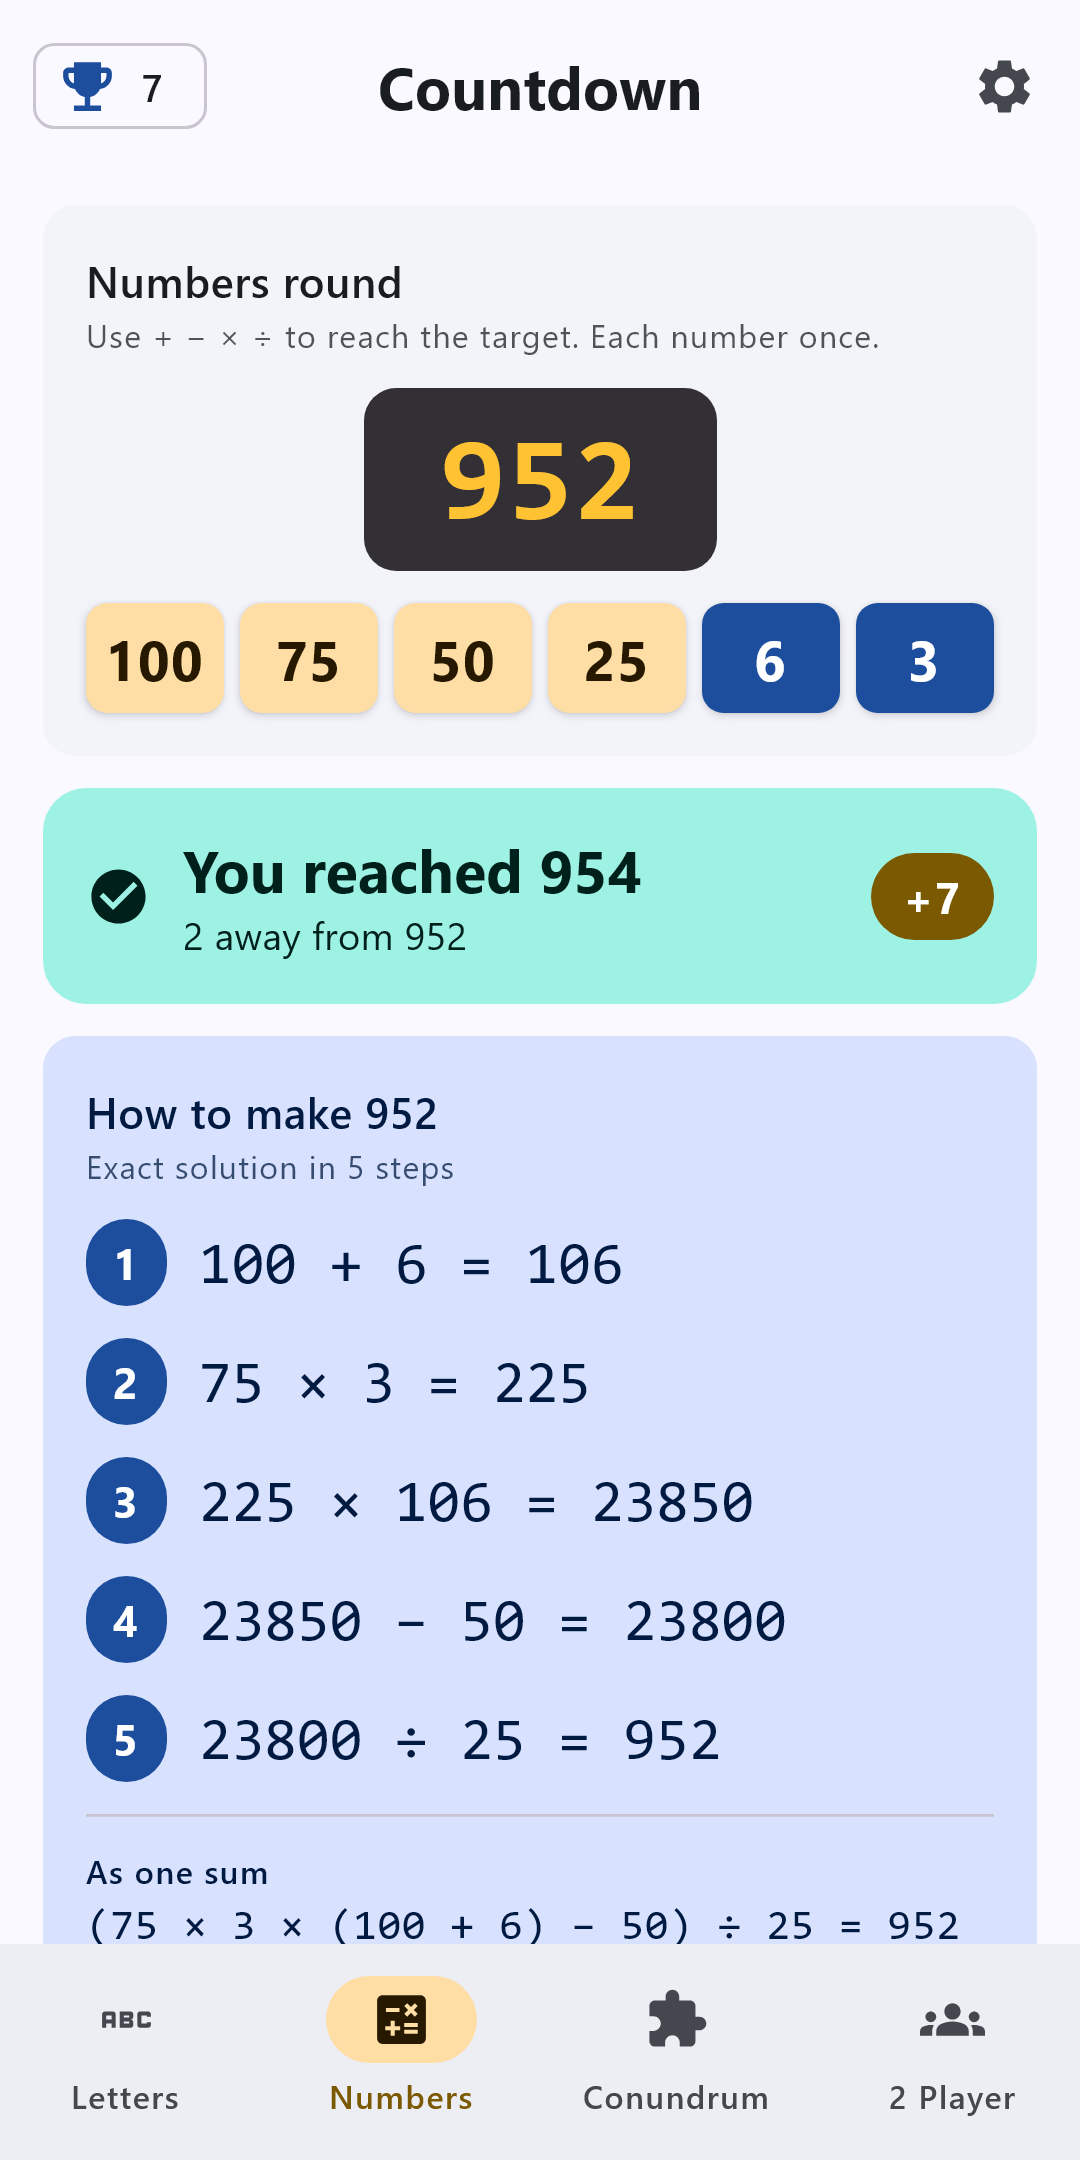 7
Countdown
Numbers round
Use + − × ÷ to reach the target. Each number once.
952
100 75 50 25 6 3
You reached 954
2 away from 952
+7
How to make 952
Exact solution in 5 steps
1 100 + 6 = 106
2 75 × 3 = 225
3 225 × 106 = 23850
4 23850 − 50 = 23800
5 23800 ÷ 25 = 952
As one sum
(75 × 3 × (100 + 6) − 50) ÷ 25 = 952
ABC
Letters Numbers Conundrum 2 Player